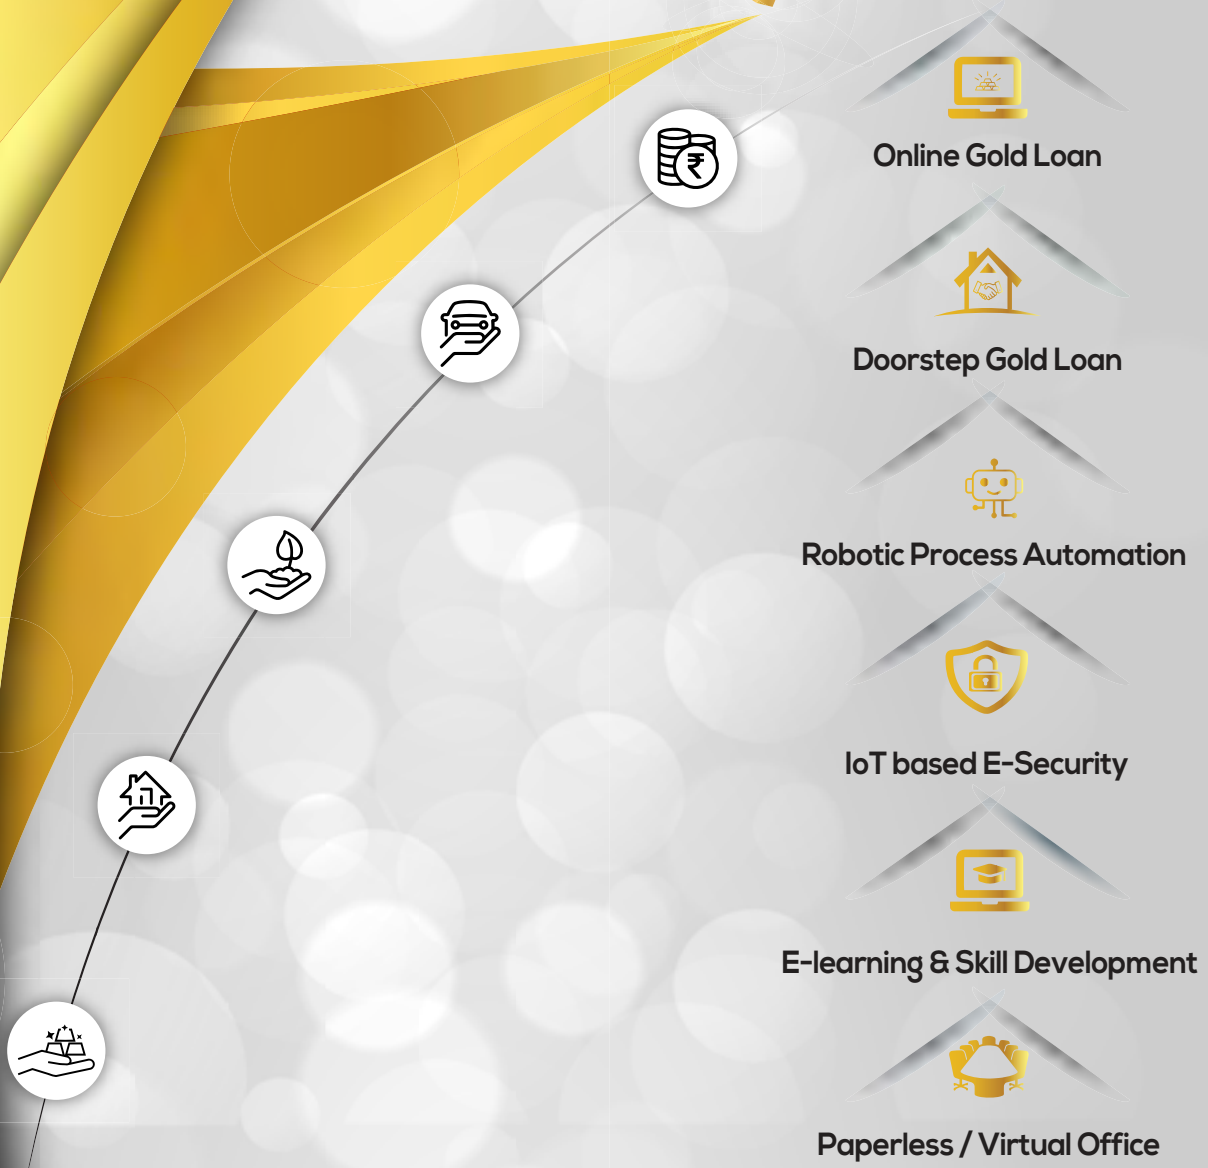 ₹
Online Gold Loan
Doorstep Gold Loan
Robotic Process Automation
IoT based E-Security
E-learning & Skill Development
Paperless / Virtual Office